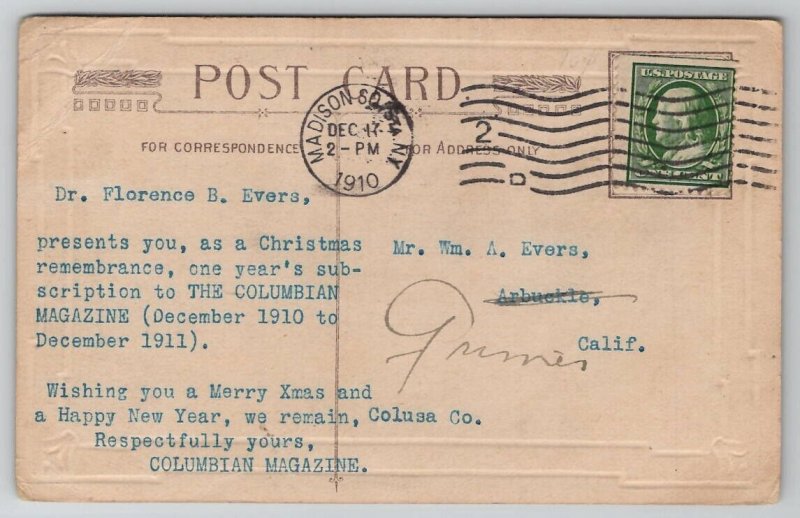 POST CARD
FOR CORRESPONDENCE
FOR ADDRESS ONLY
MADISON SQ. STA. NY
DEC 17
2-PM
1910
2
D
U.S. POSTAGE
Dr. Florence B. Evers,
presents you, as a Christmas
remembrance, one year's sub-
scription to THE COLUMBIAN
MAGAZINE (December 1910 to
December 1911).
Wishing you a Merry Xmas and
a Happy New Year, we remain,
Respectfully yours,
COLUMBIAN MAGAZINE.
Mr. Wm. A. Evers,
Arbuckle,
Grimes
Calif.
Colusa Co.